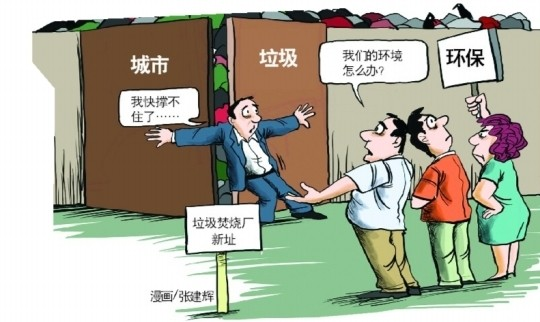 城市
垃圾
我们的环境
怎么办?
环保
我快撑不
住了……
垃圾焚烧厂
新址
漫画/张建辉